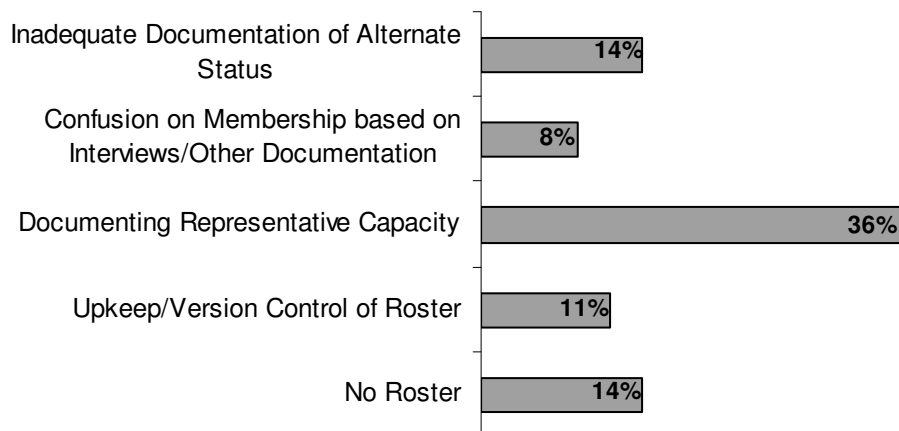 Inadequate Documentation of Alternate
Status
14%
Confusion on Membership based on
Interviews/Other Documentation
8%
Documenting Representative Capacity
36%
Upkeep/Version Control of Roster
11%
No Roster
14%